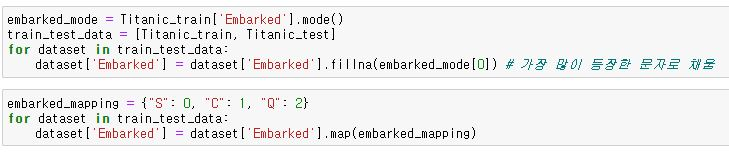 embarked_mode = Titanic_train['Embarked'].mode()
train_test_data = [Titanic_train, Titanic_test]
for dataset in train_test_data:
    dataset['Embarked'] = dataset['Embarked'].fillna(embarked_mode[0]) # 가장 많이 등장한 문자로 채움
embarked_mapping = {"S": 0, "C": 1, "Q": 2}
for dataset in train_test_data:
    dataset['Embarked'] = dataset['Embarked'].map(embarked_mapping)